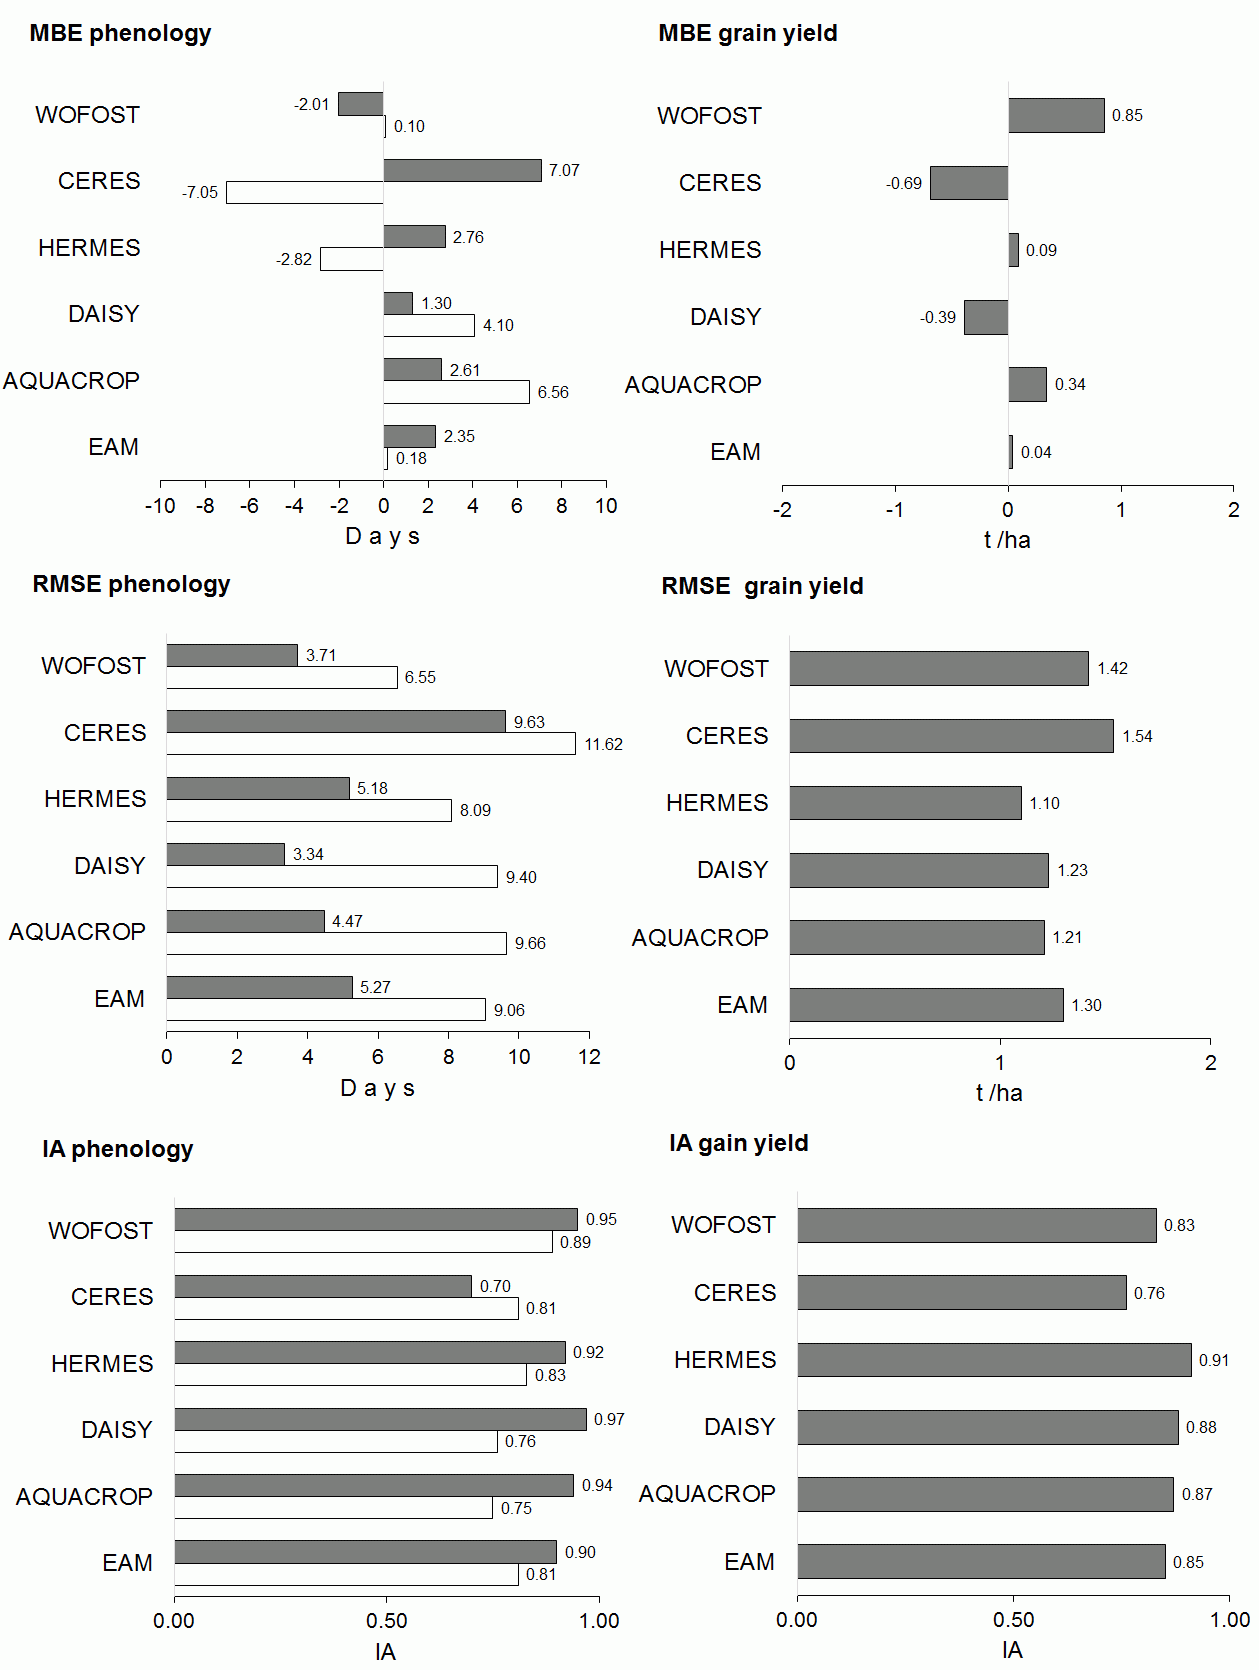 MBE phenology
WOFOST
-2.01
0.10
CERES
7.07
-7.05
HERMES
2.76
-2.82
DAISY
1.30
4.10
AQUACROP
2.61
6.56
EAM
2.35
0.18
-10 -8 -6 -4 -2 0 2 4 6 8 10
D a y s
MBE grain yield
WOFOST
0.85
CERES
-0.69
HERMES
0.09
DAISY
-0.39
AQUACROP
0.34
EAM
0.04
-2 -1 0 1 2
t /ha
RMSE phenology
WOFOST
3.71
6.55
CERES
9.63
11.62
HERMES
5.18
8.09
DAISY
3.34
9.40
AQUACROP
4.47
9.66
EAM
5.27
9.06
0 2 4 6 8 10 12
D a y s
RMSE grain yield
WOFOST
1.42
CERES
1.54
HERMES
1.10
DAISY
1.23
AQUACROP
1.21
EAM
1.30
0 1 2
t /ha
IA phenology
WOFOST
0.95
0.89
CERES
0.70
0.81
HERMES
0.92
0.83
DAISY
0.97
0.76
AQUACROP
0.94
0.75
EAM
0.90
0.81
0.00 0.50 1.00
IA
IA gain yield
WOFOST
0.83
CERES
0.76
HERMES
0.91
DAISY
0.88
AQUACROP
0.87
EAM
0.85
0.00 0.50 1.00
IA